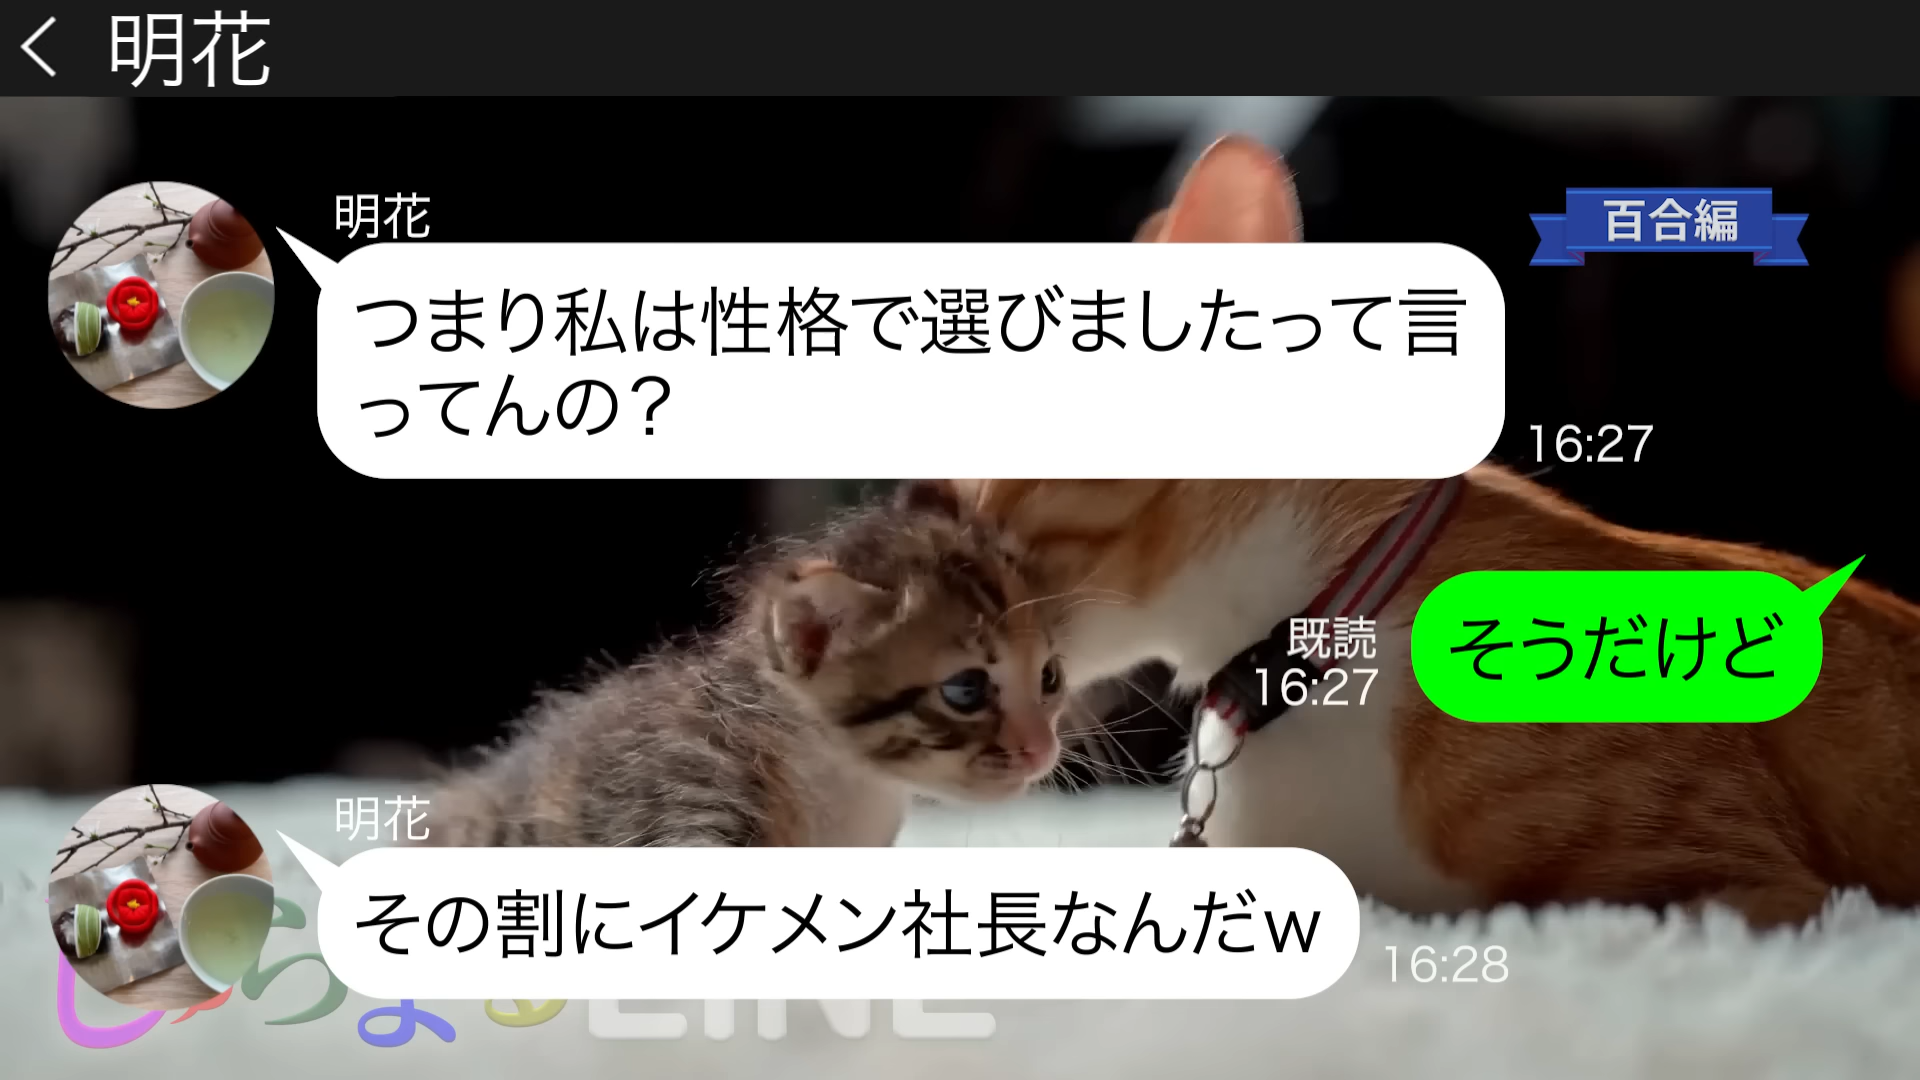 明花
明花
百合編
つまり私は性格で選びましたって言
ってんの？
16:27
そうだけど
既読
16:27
明花
その割にイケメン社長なんだw
16:28
LINE